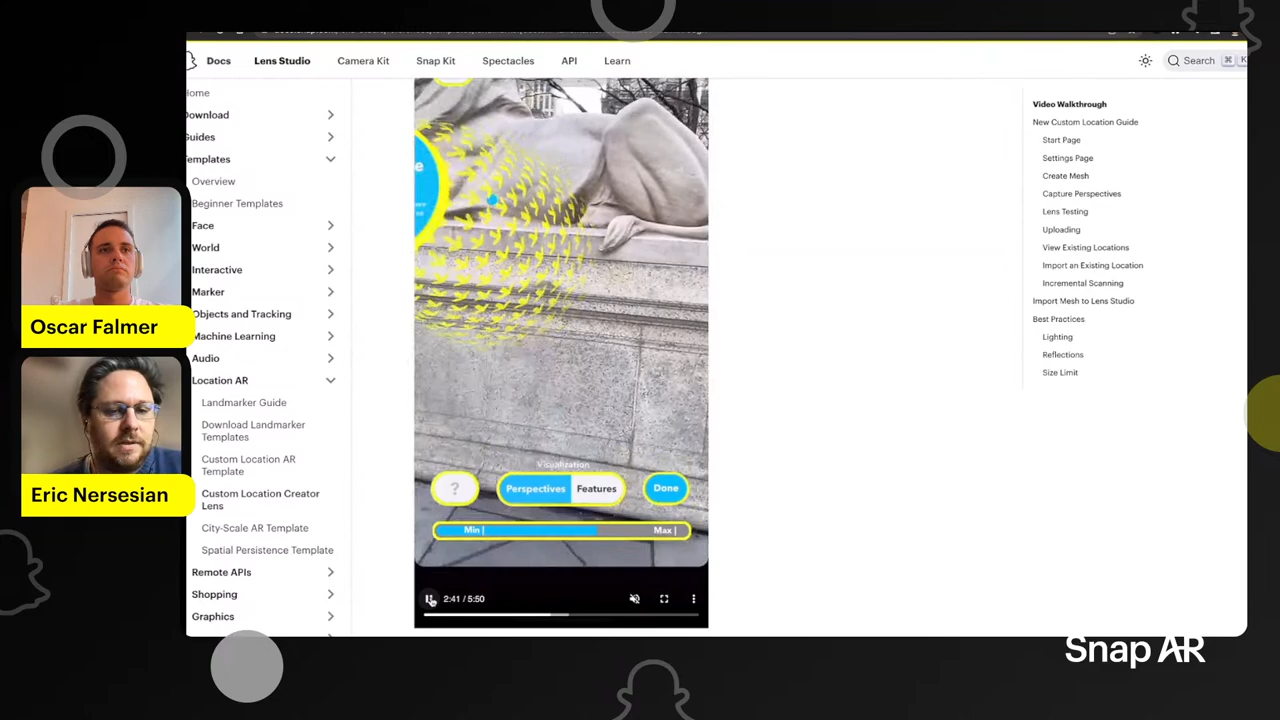 Docs
Lens Studio
Camera Kit
Snap Kit
Spectacles
API
Learn
Search
⌘
K
Home
Download
Guides
Templates
Overview
Beginner Templates
Face
World
Interactive
Marker
Objects and Tracking
Machine Learning
Audio
Location AR
Landmarker Guide
Download Landmarker
Templates
Custom Location AR
Template
Custom Location Creator
Lens
City-Scale AR Template
Spatial Persistence Template
Remote APIs
Shopping
Graphics
Visualization
?
Perspectives
Features
Done
Min |
Max |
2:41 / 5:50
Video Walkthrough
New Custom Location Guide
Start Page
Settings Page
Create Mesh
Capture Perspectives
Lens Testing
Uploading
View Existing Locations
Import an Existing Location
Incremental Scanning
Import Mesh to Lens Studio
Best Practices
Lighting
Reflections
Size Limit
Oscar Falmer
Eric Nersesian
Snap AR